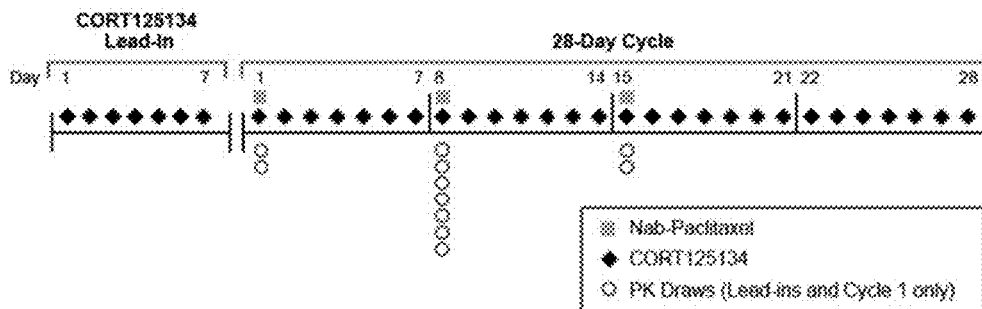 CORT125134
Lead-in
28-Day Cycle
Day 1 7 1 7 8 14 15 21 22 28
Nab-Paclitaxel
CORT125134
PK Draws (Lead-ins and Cycle 1 only)